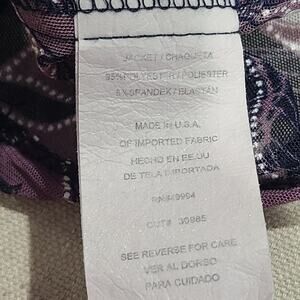 JACKET / CHAQUETA
95% POLYESTER / POLIESTER
5% SPANDEX / ELASTAN
MADE IN U.S.A.
OF IMPORTED FABRIC
HECHO EN EE.UU
DE TELA IMPORTADA
CUT# 30985
SEE REVERSE FOR CARE
VER AL DORSO
PARA CUIDADO